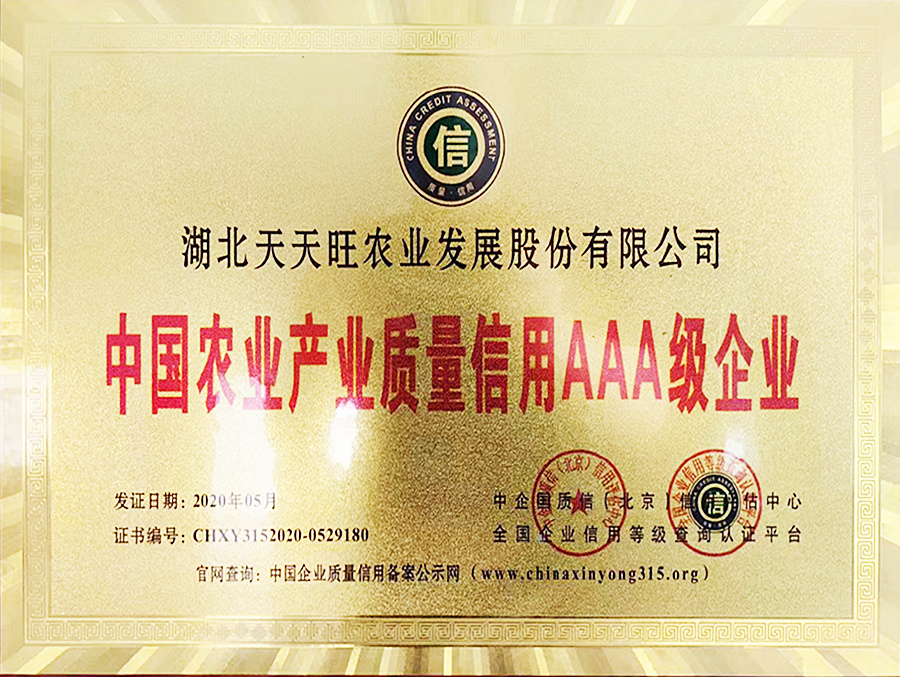 CHINA CREDIT ASSESSMENT
信
质量·信用
湖北天天旺农业发展股份有限公司
中国农业产业质量信用AAA级企业
发证日期：2020年05月
中企国质信（北京）信 估中心
证书编号：CHXY3152020-0529180
全国企业信用等级查询认证平台
官网查询：中国企业质量信用备案公示网（www.chinaxinyong315.org）